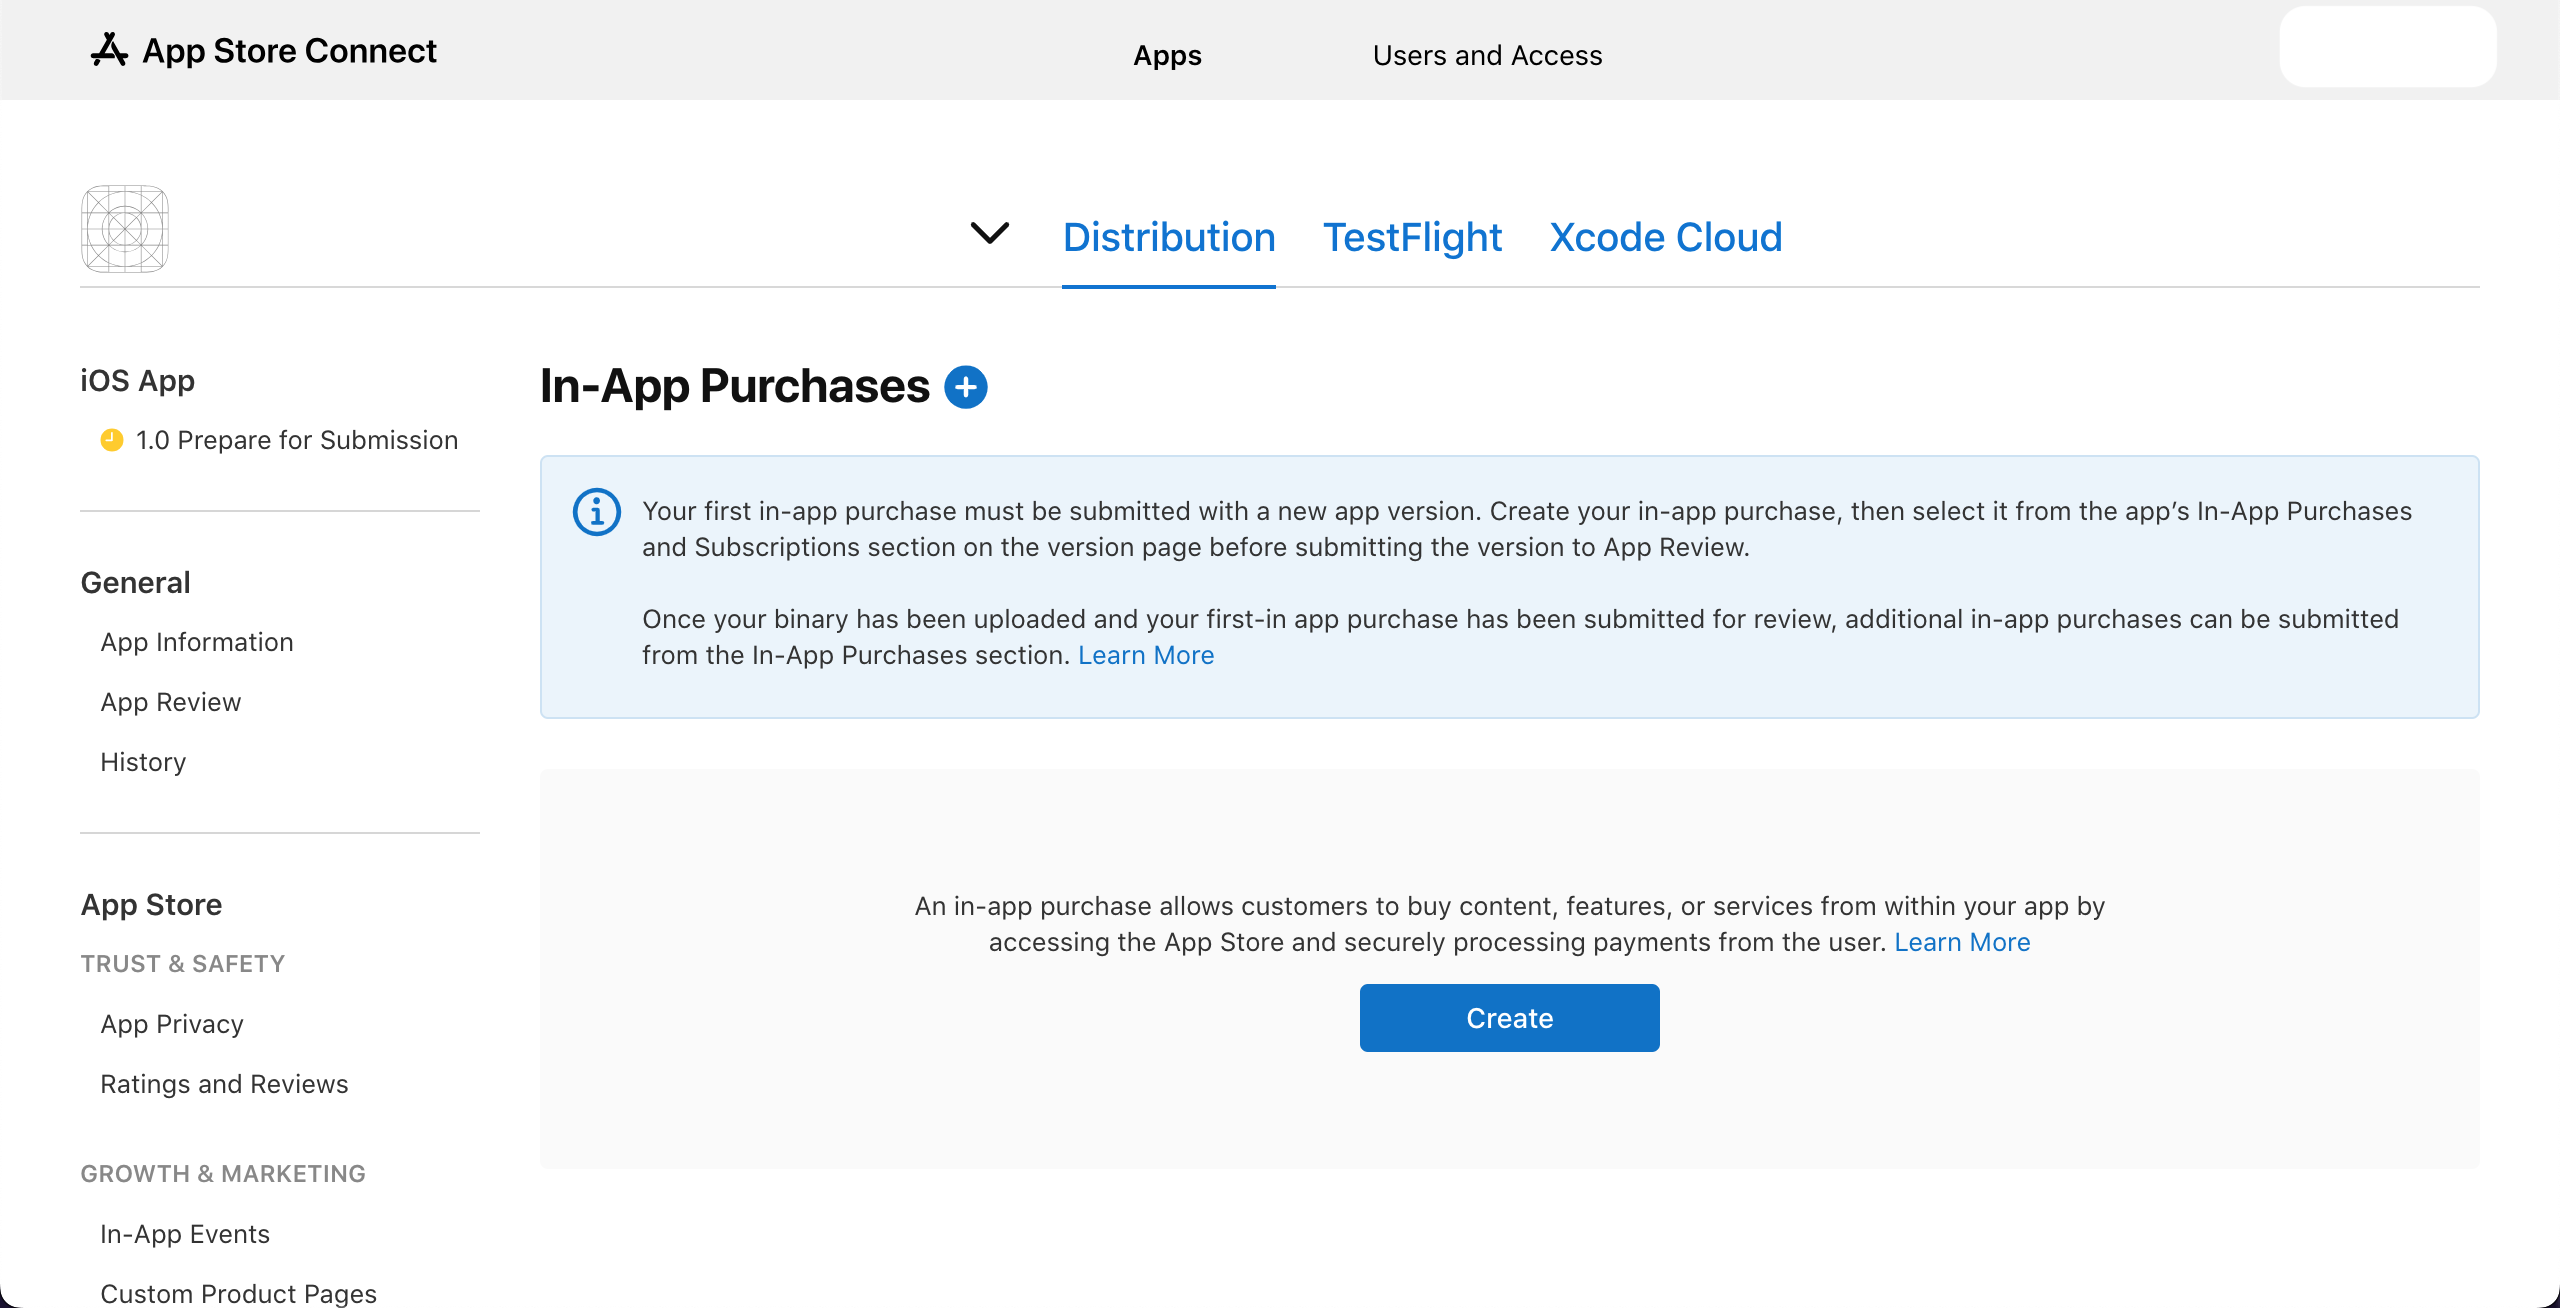 App Store Connect
Apps
Users and Access
Distribution
TestFlight
Xcode Cloud
iOS App
1.0 Prepare for Submission
General
App Information
App Review
History
App Store
TRUST & SAFETY
App Privacy
Ratings and Reviews
GROWTH & MARKETING
In-App Events
Custom Product Pages
In-App Purchases
Your first in-app purchase must be submitted with a new app version. Create your in-app purchase, then select it from the app’s In-App Purchases
and Subscriptions section on the version page before submitting the version to App Review.
Once your binary has been uploaded and your first-in app purchase has been submitted for review, additional in-app purchases can be submitted
from the In-App Purchases section. Learn More
An in-app purchase allows customers to buy content, features, or services from within your app by
accessing the App Store and securely processing payments from the user. Learn More
Create